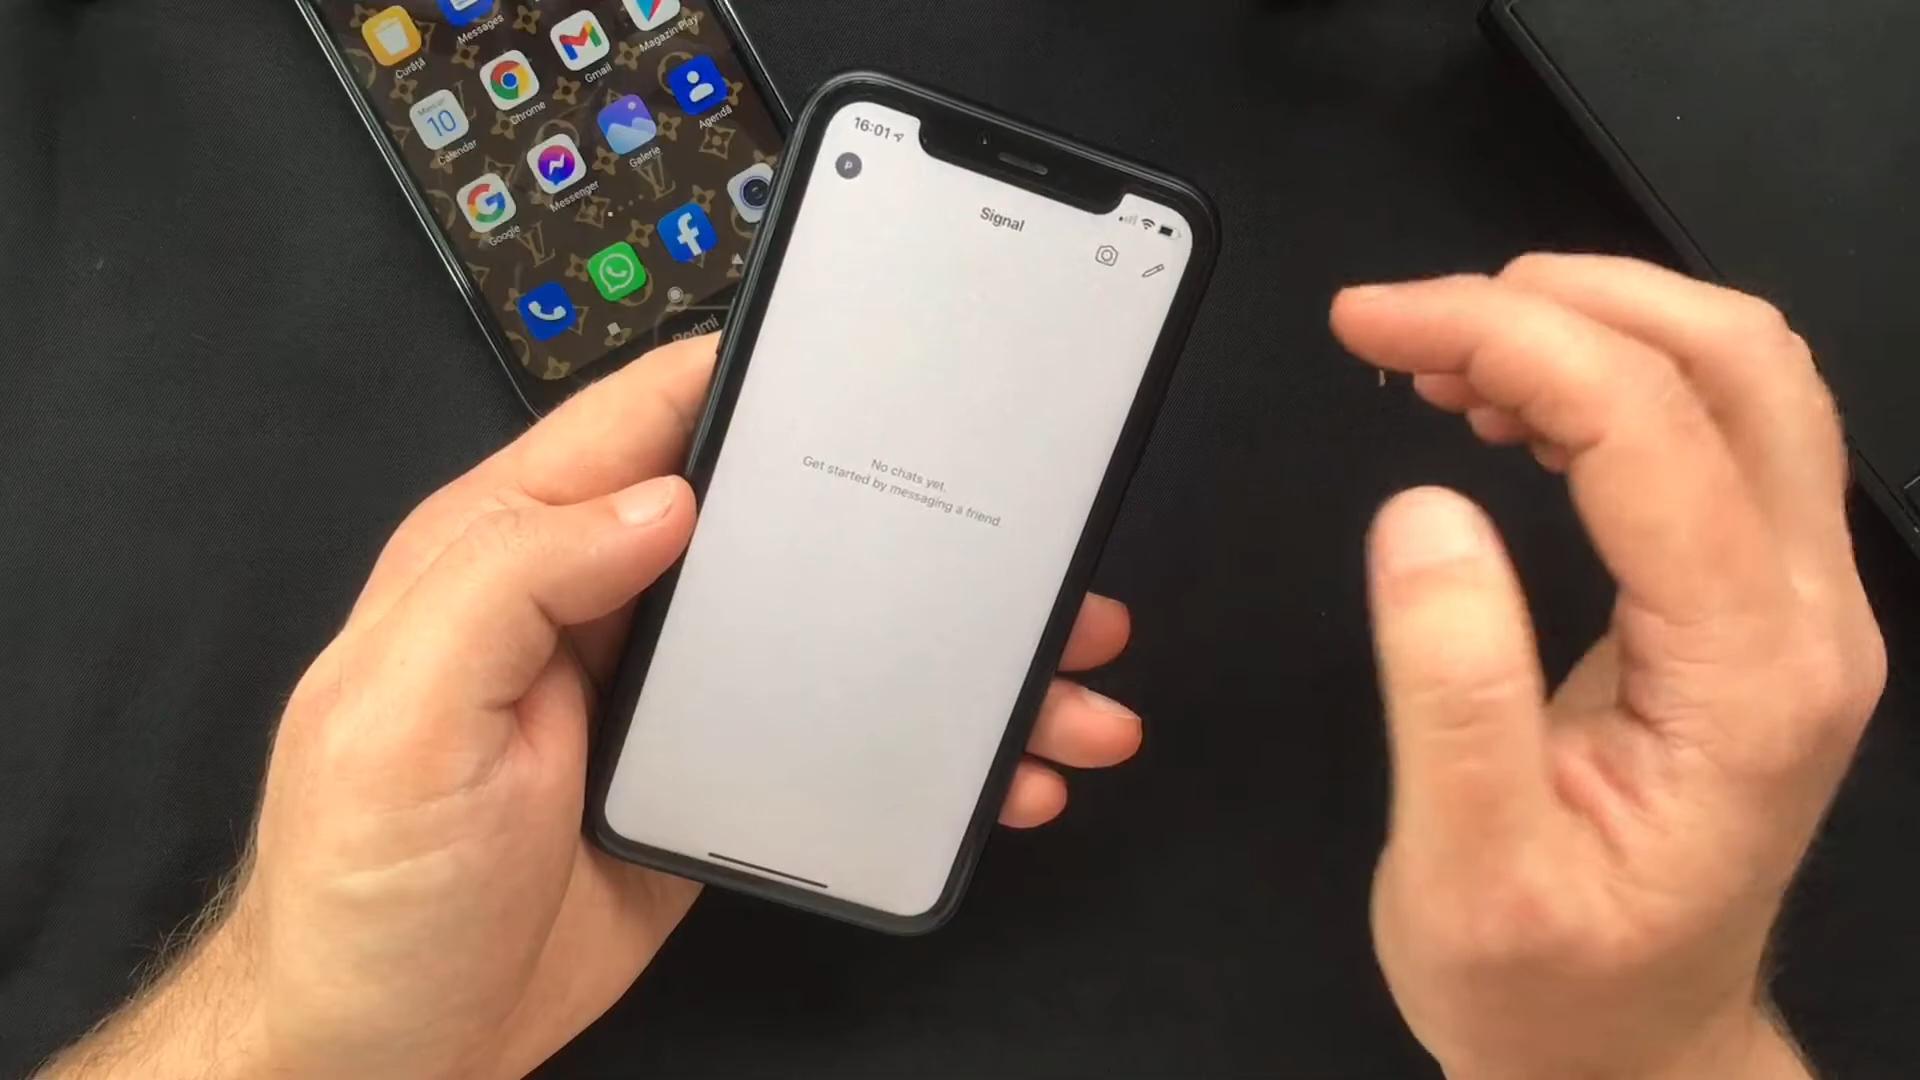 Messages
Magazin Play
Curăță
Gmail
Chrome
Agendă
10
Calendar
Galerie
Messenger
Google
Redmi
16:01
P
Signal
No chats yet.
Get started by messaging a friend.